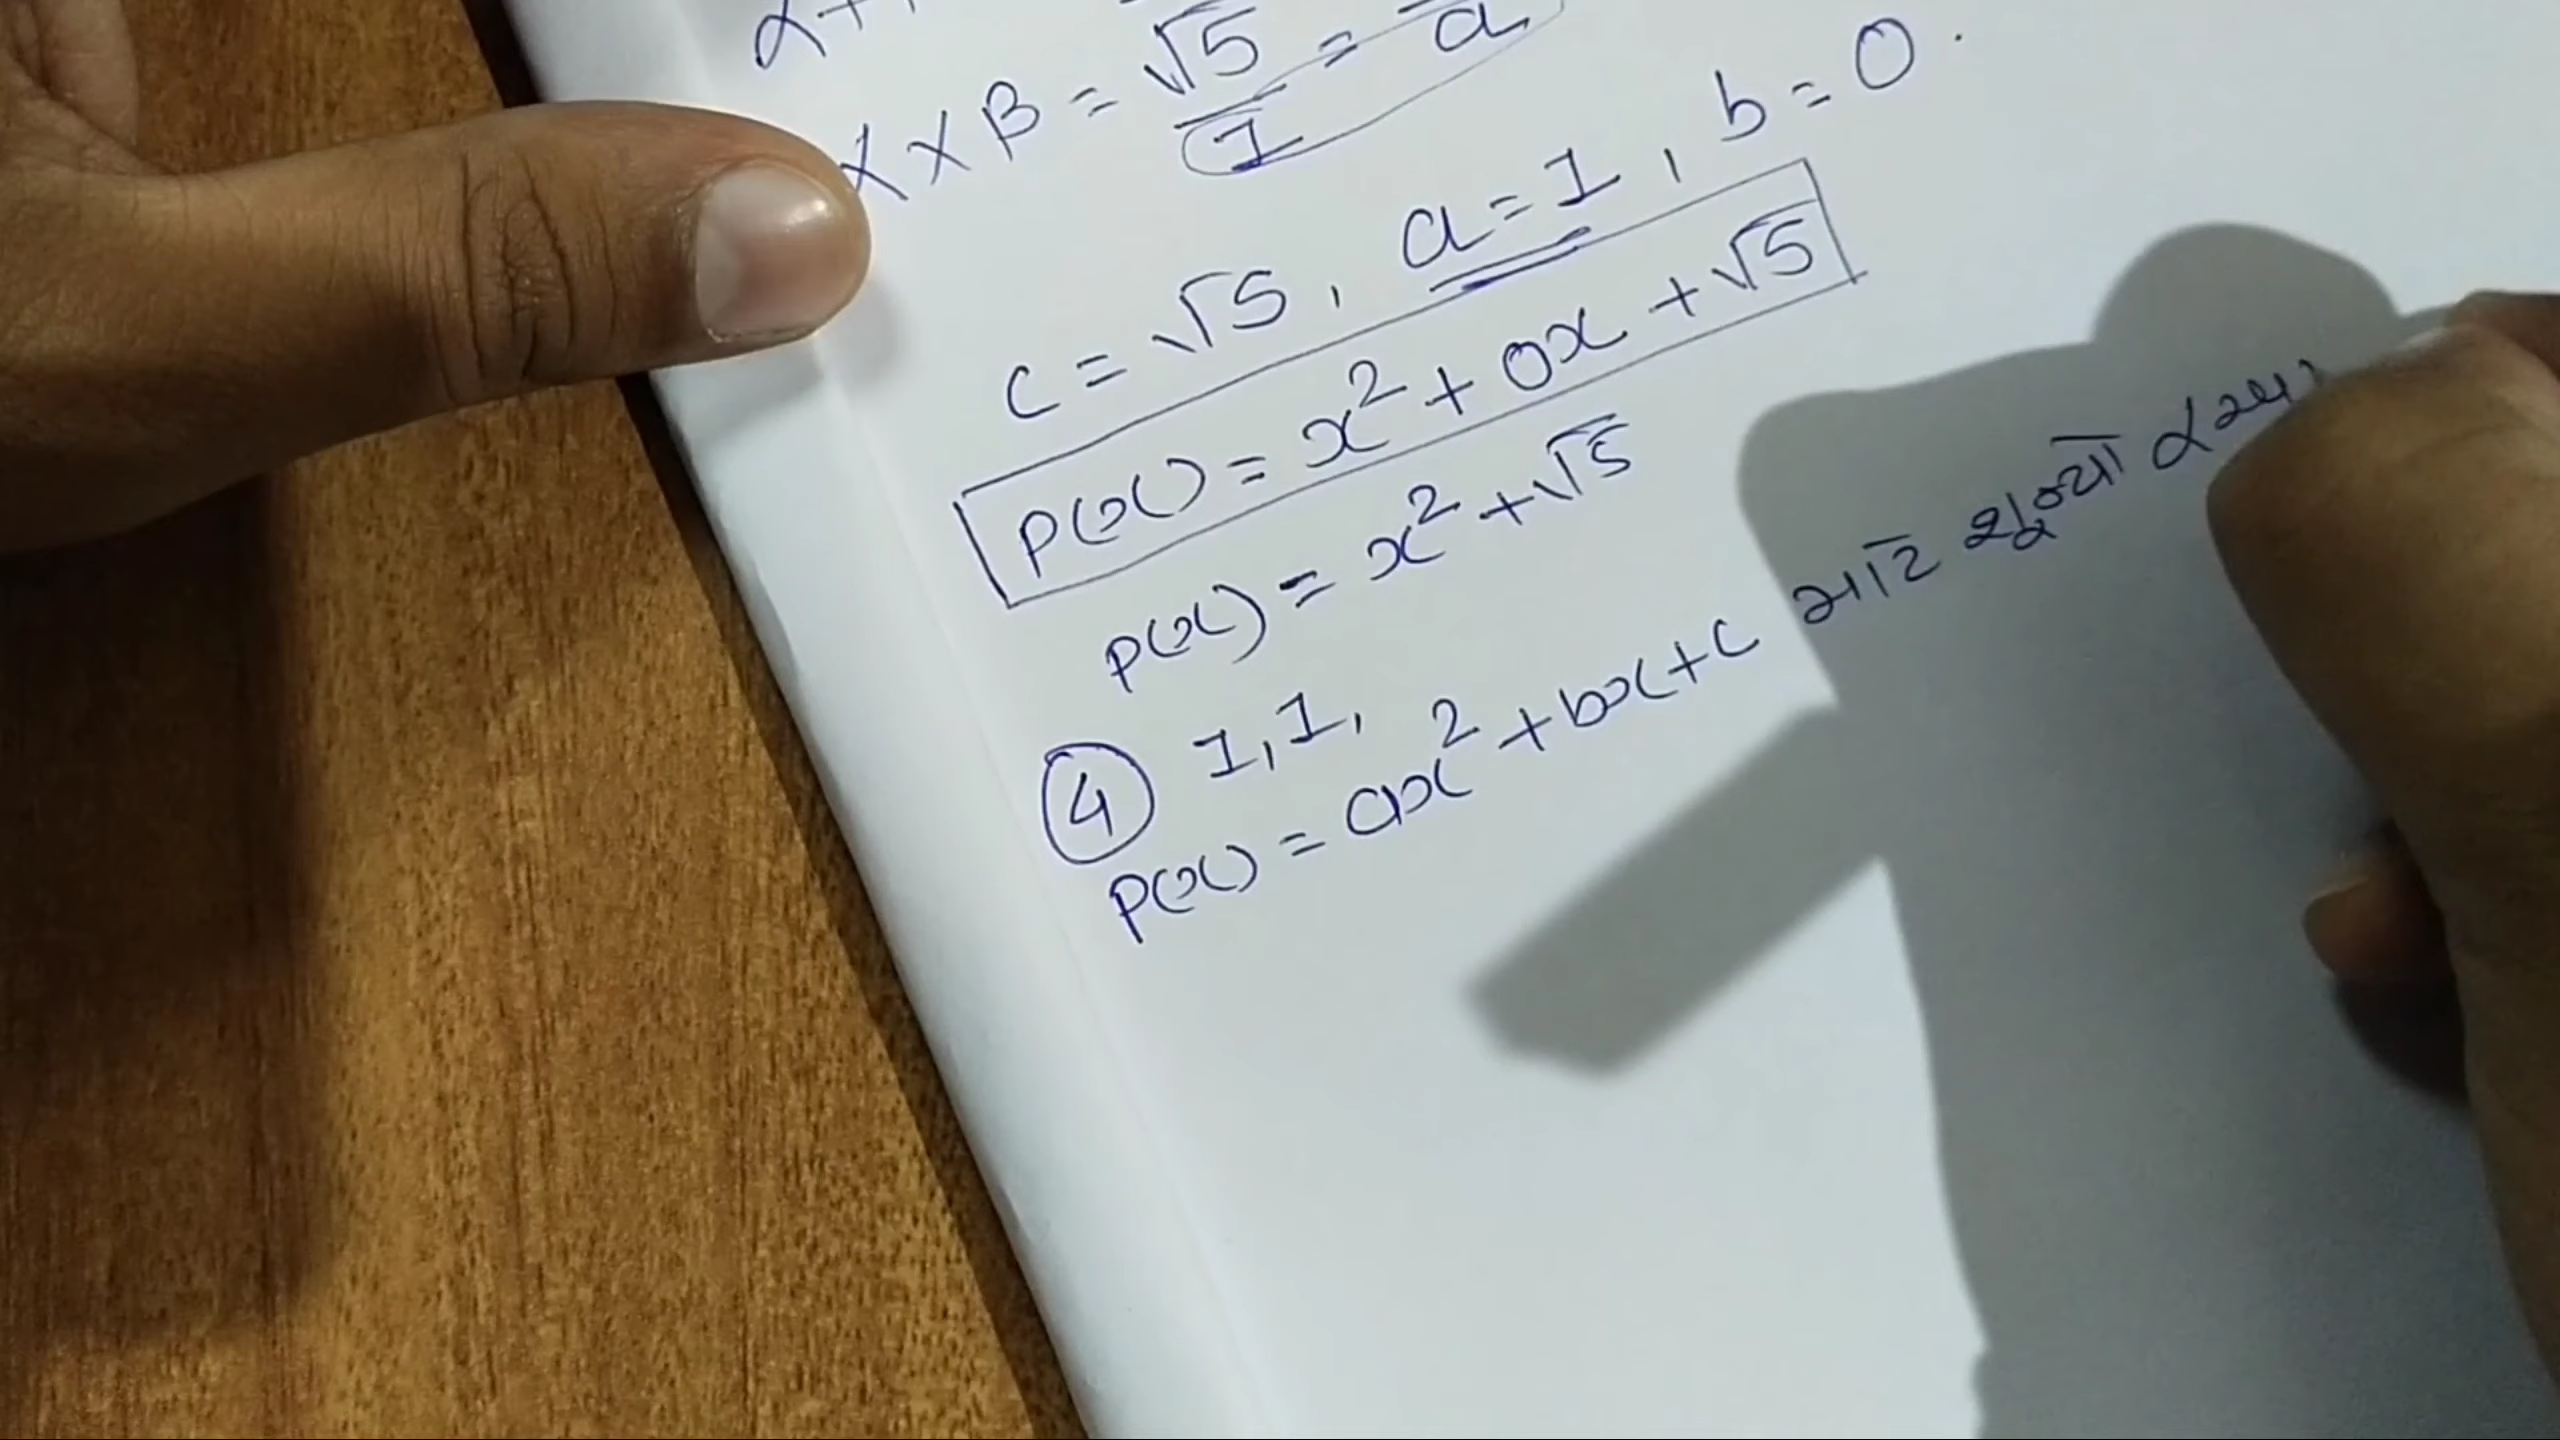 α+
α × β = √5/1 = /a
c = √5, a = 1, b = 0.
P(x) = x² + 0x + √5
P(x) = x² + √5
④ 1, 1,
P(x) = ax² + bx + c માટે શૂન્યો α અને